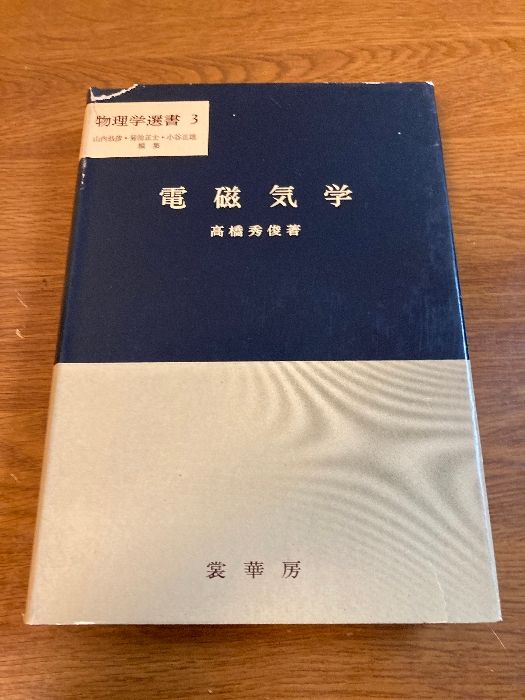 物理学選書 3
山内恭彦・菊池正士・小谷正雄
編集
電磁気学
高橋秀俊著
裳華房